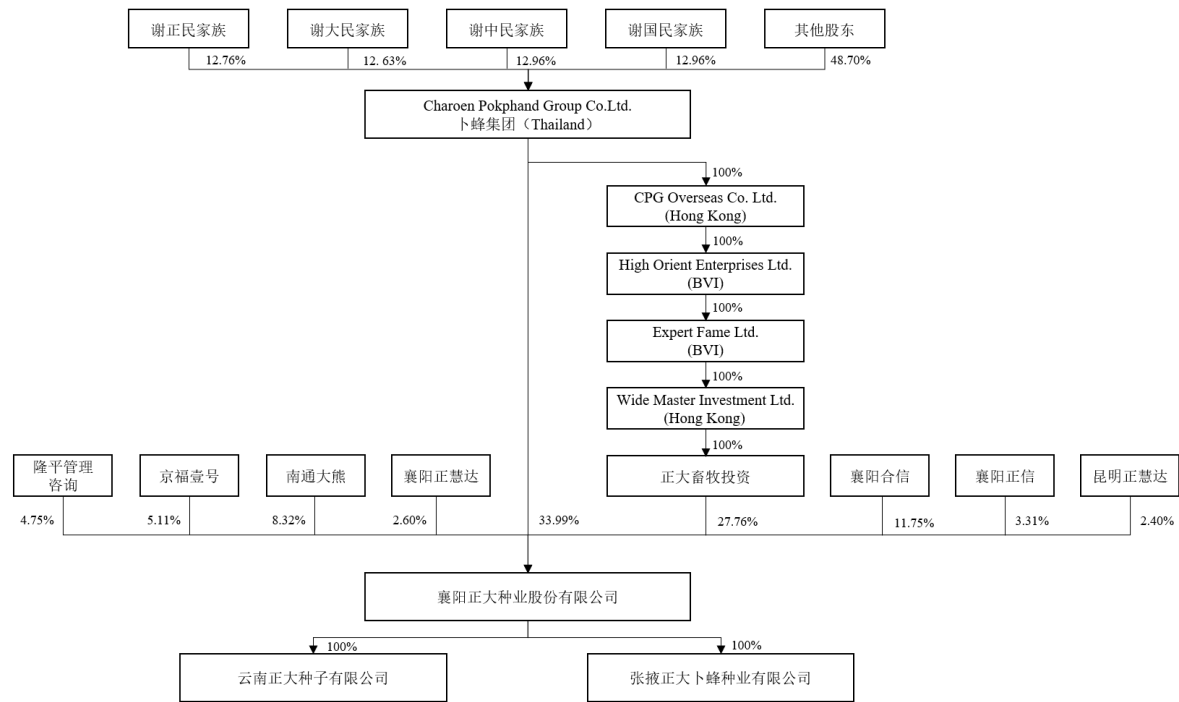 谢正民家族
谢大民家族
谢中民家族
谢国民家族
其他股东
12.76%
12. 63%
12.96%
12.96%
48.70%
Charoen Pokphand Group Co.Ltd.
卜蜂集团（Thailand）
100%
CPG Overseas Co. Ltd.
(Hong Kong)
100%
High Orient Enterprises Ltd.
(BVI)
100%
Expert Fame Ltd.
(BVI)
100%
Wide Master Investment Ltd.
(Hong Kong)
100%
隆平管理
咨询
京福壹号
南通大熊
襄阳正慧达
正大畜牧投资
襄阳合信
襄阳正信
昆明正慧达
4.75%
5.11%
8.32%
2.60%
33.99%
27.76%
11.75%
3.31%
2.40%
襄阳正大种业股份有限公司
100%
100%
云南正大种子有限公司
张掖正大卜蜂种业有限公司